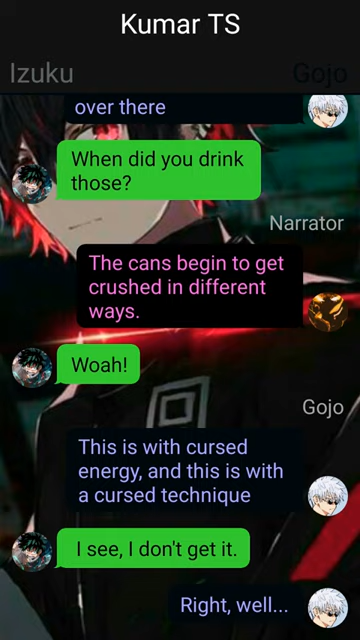 Kumar TS
Izuku
Gojo
over there
When did you drink
those?
Narrator
The cans begin to get
crushed in different
ways.
Woah!
Gojo
This is with cursed
energy, and this is with
a cursed technique
I see, I don't get it.
Right, well...